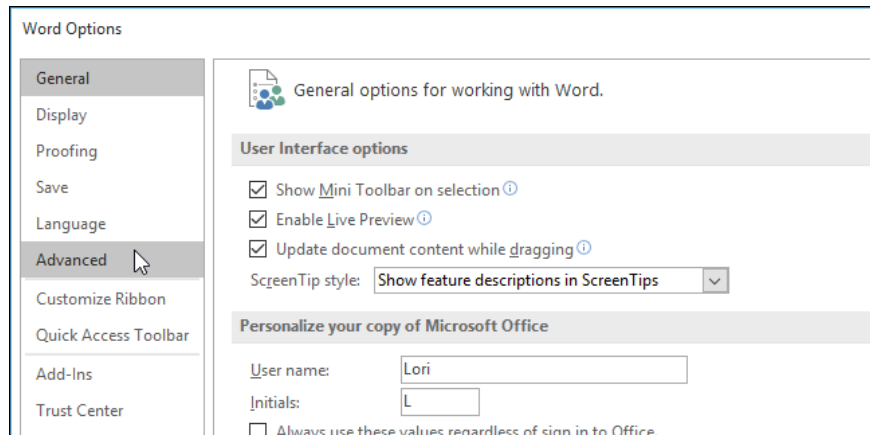 Word Options
General
Display
Proofing
Save
Language
Advanced
Customize Ribbon
Quick Access Toolbar
Add-Ins
Trust Center
General options for working with Word.
User Interface options
Show Mini Toolbar on selection
Enable Live Preview
Update document content while dragging
ScreenTip style: Show feature descriptions in ScreenTips
Personalize your copy of Microsoft Office
User name: Lori
Initials: L
Always use these values regardless of sign in to Office.